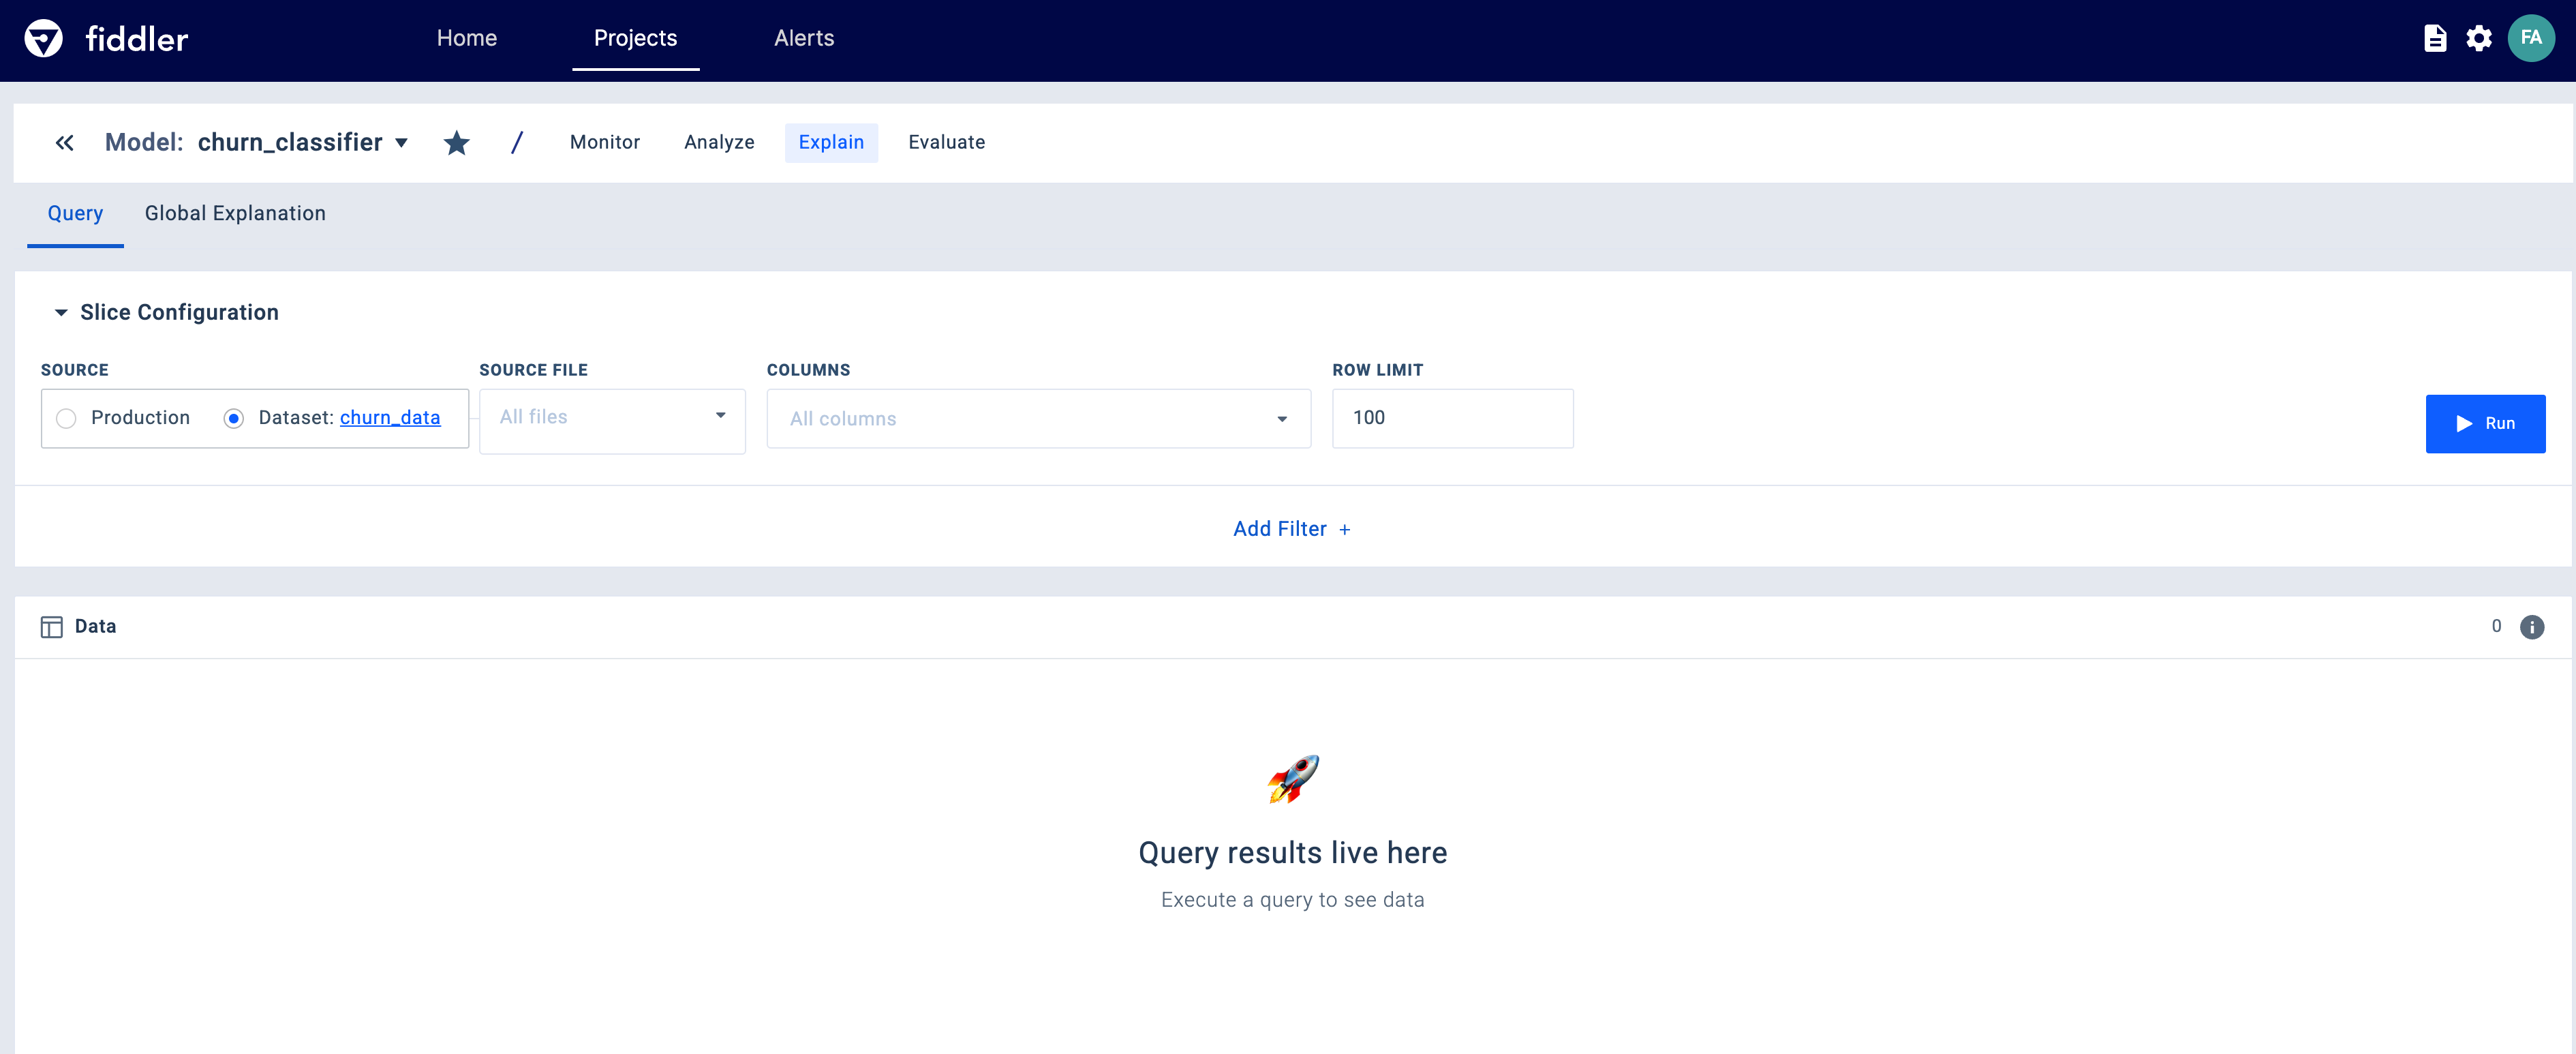 fiddler
Home Projects Alerts
FA
Model: churn_classifier / Monitor Analyze Explain Evaluate
Query Global Explanation
Slice Configuration
SOURCE SOURCE FILE COLUMNS ROW LIMIT
Production Dataset: churn_data All files All columns 100 Run
Add Filter +
Data 0
Query results live here
Execute a query to see data